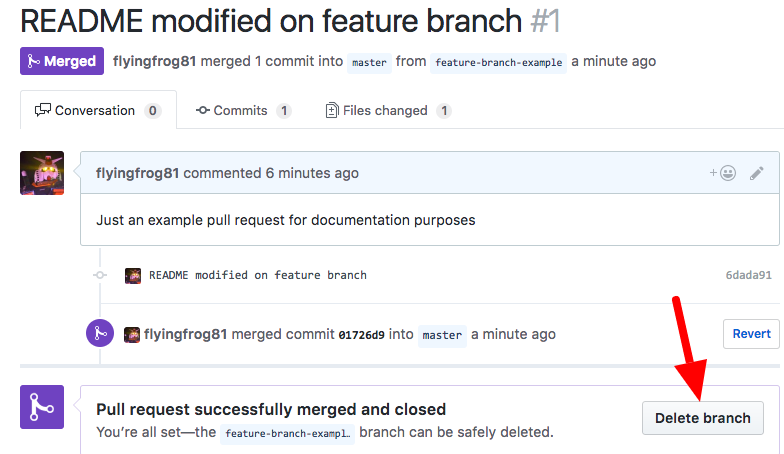 README modified on feature branch #1
Merged flyingfrog81 merged 1 commit into master from feature-branch-example a minute ago
Conversation 0 Commits 1 Files changed 1
flyingfrog81 commented 6 minutes ago
Just an example pull request for documentation purposes
README modified on feature branch 6dada91
flyingfrog81 merged commit 01726d9 into master a minute ago Revert
Pull request successfully merged and closed
Delete branch
You're all set—the feature-branch-exampl… branch can be safely deleted.